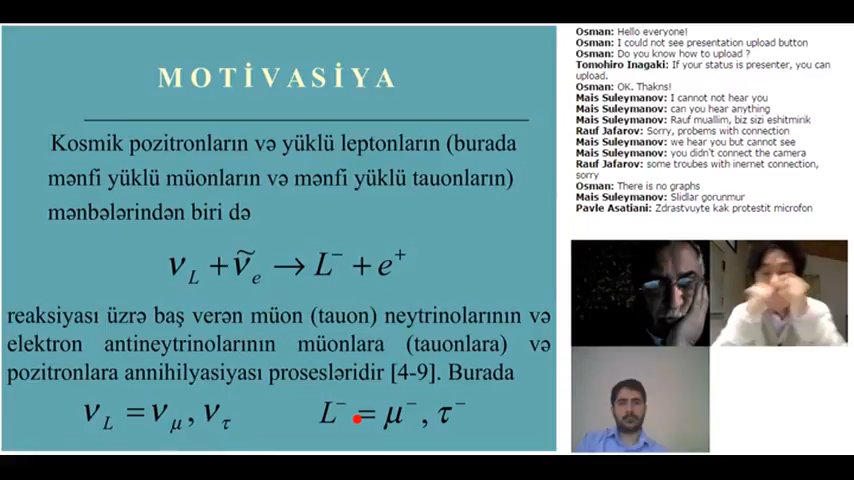 MOTİVASİYA
Kosmik pozitronların və yüklü leptonların (burada
mənfi yüklü müonların və mənfi yüklü tauonların)
mənbələrindən biri də
ν_L + ν̃_e → L⁻ + e⁺
reaksiyası üzrə baş verən müon (tauon) neytrinolarının və
elektron antineytrinolarının müonlara (tauonlara) və
pozitronlara annihilyasiyası prosesləridir [4-9]. Burada
ν_L = ν_μ, ν_τ L⁻ = μ⁻, τ⁻
Osman: Hello everyone!
Osman: I could not see presentation upload button
Osman: Do you know how to upload ?
Tomohiro Inagaki: If your status is presenter, you can
upload.
Osman: OK. Thakns!
Mais Suleymanov: I cannot not hear you
Mais Suleymanov: can you hear anything
Mais Suleymanov: Rauf muallim, biz sizi eshitmirik
Rauf Jafarov: Sorry, probems with connection
Mais Suleymanov: we hear you but cannot see
Mais Suleymanov: you didn't connect the camera
Rauf Jafarov: some troubes with inernet connection,
sorry
Osman: There is no graphs
Mais Suleymanov: Slidlar gorunmur
Pavle Asatiani: Zdrastvuyte kak protestit microfon